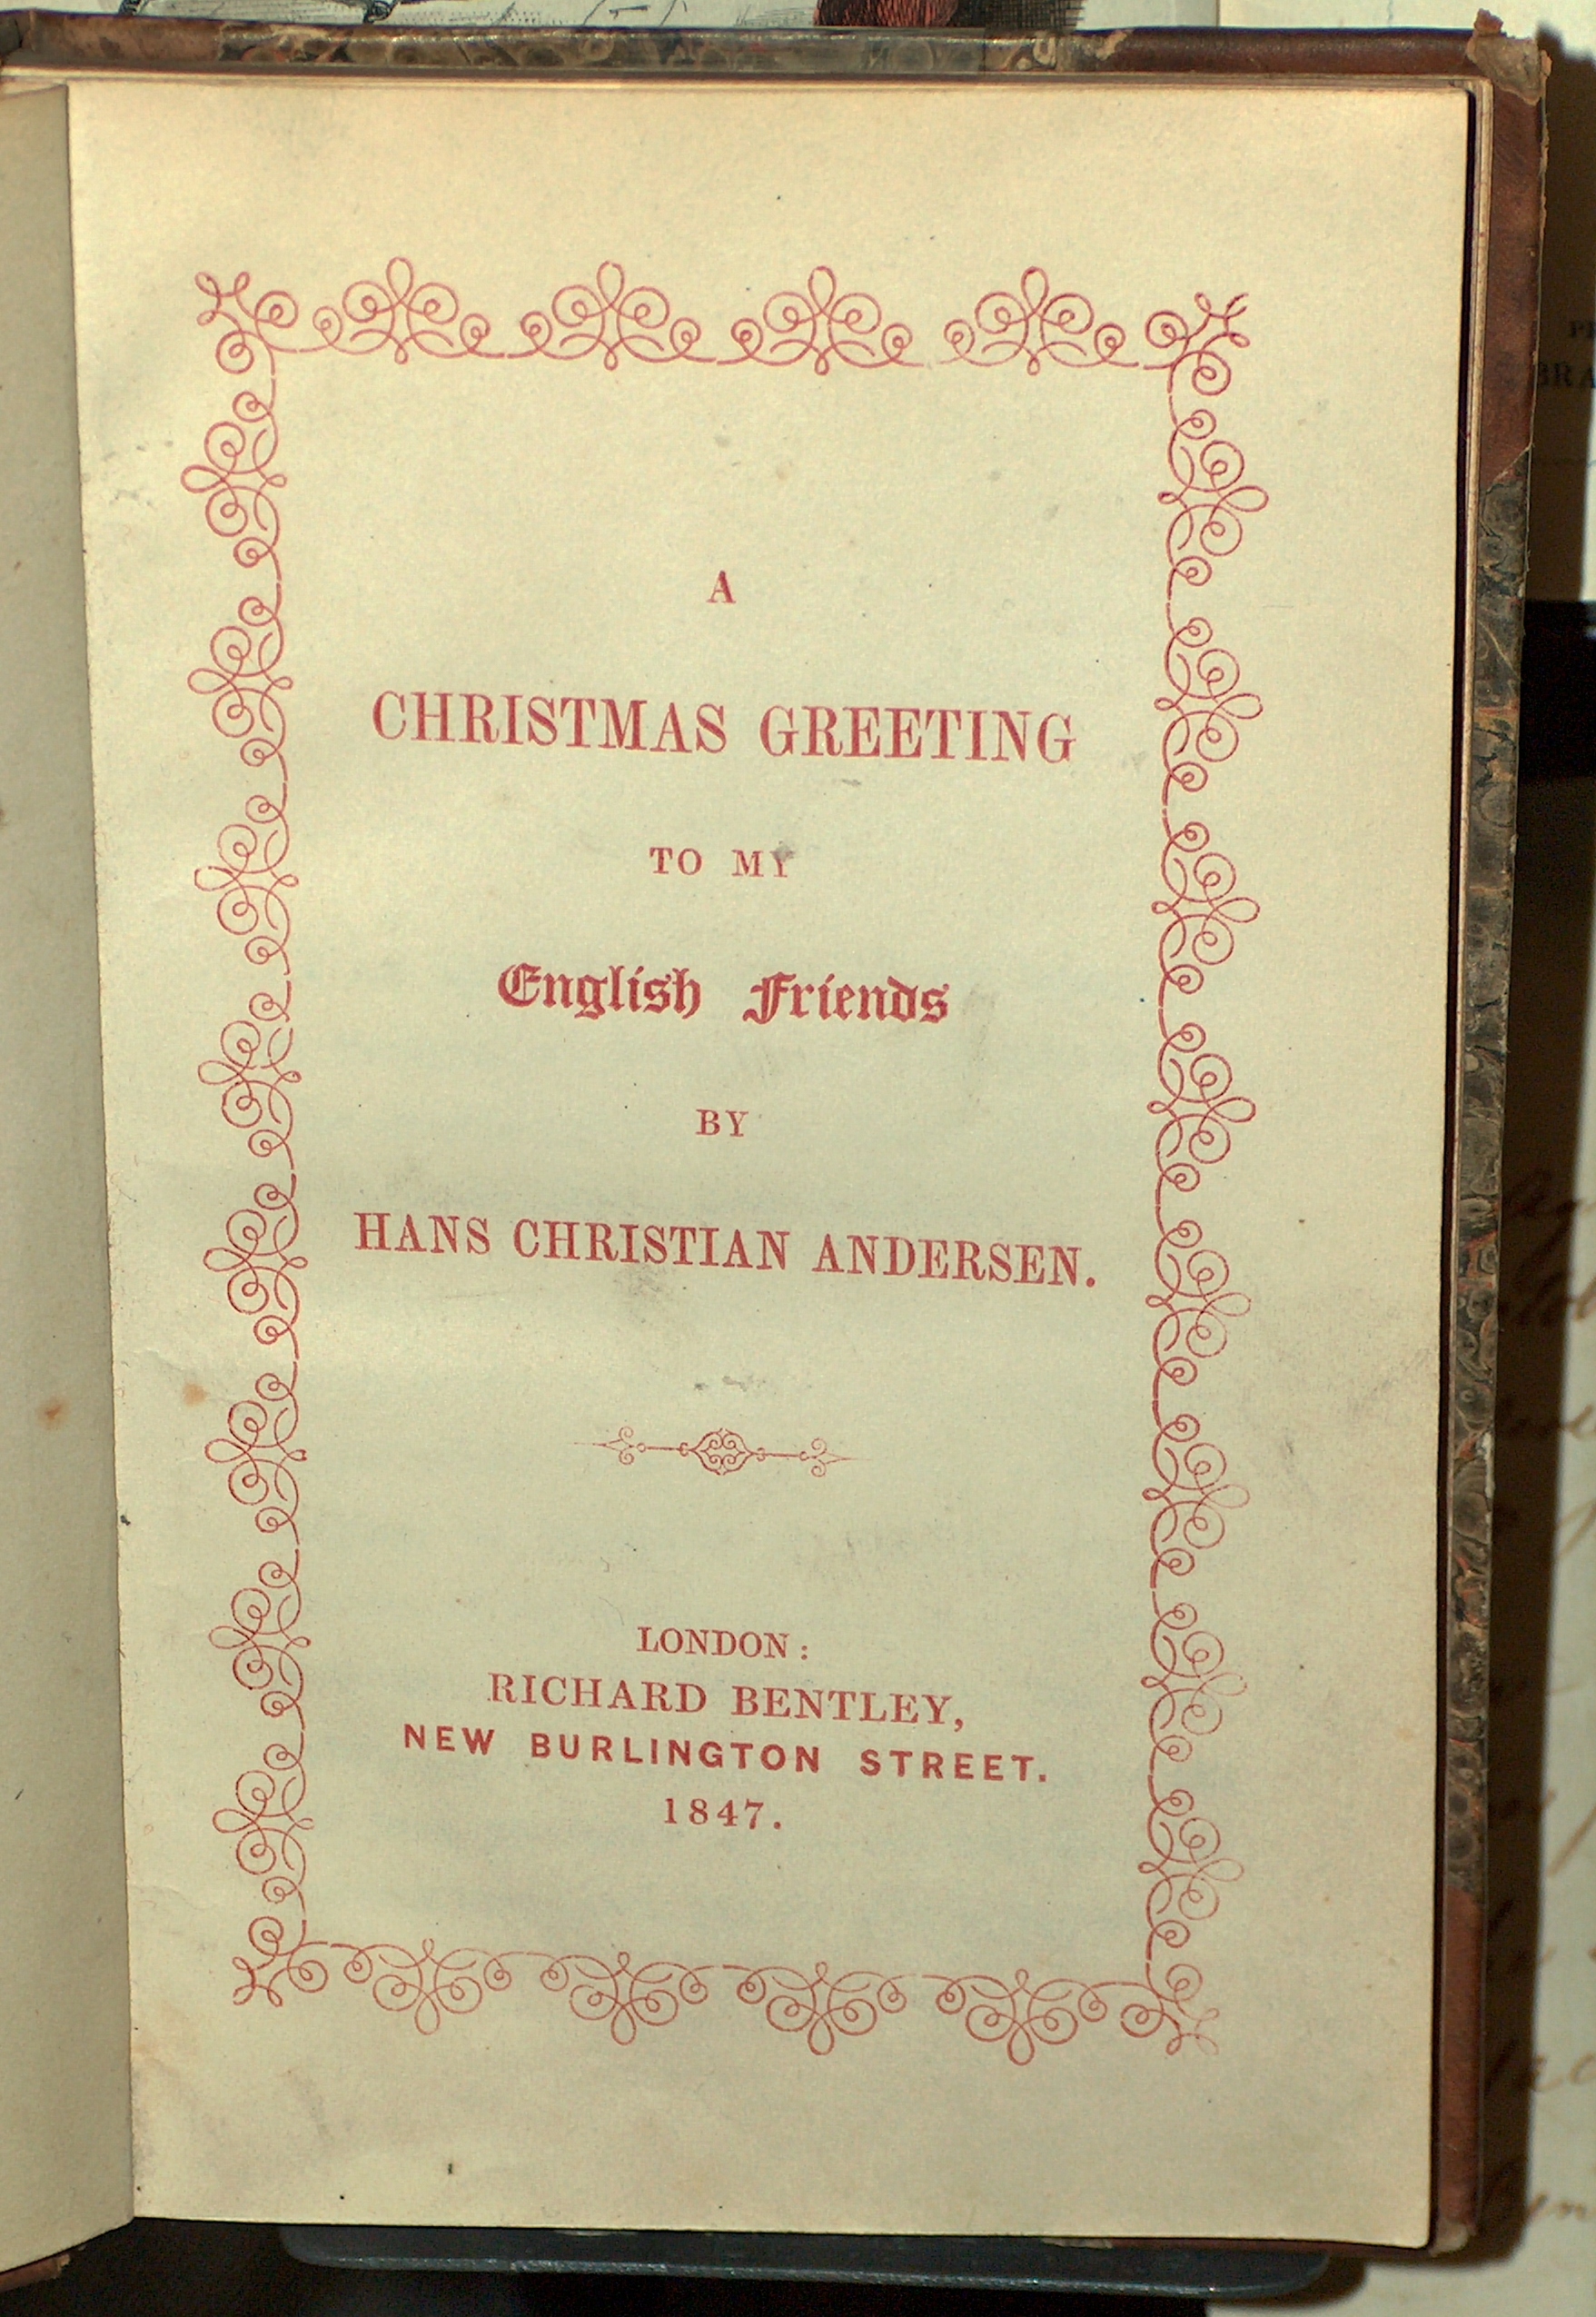 A
CHRISTMAS GREETING
TO MY
English Friends
BY
HANS CHRISTIAN ANDERSEN.
LONDON:
RICHARD BENTLEY,
NEW BURLINGTON STREET.
1847.